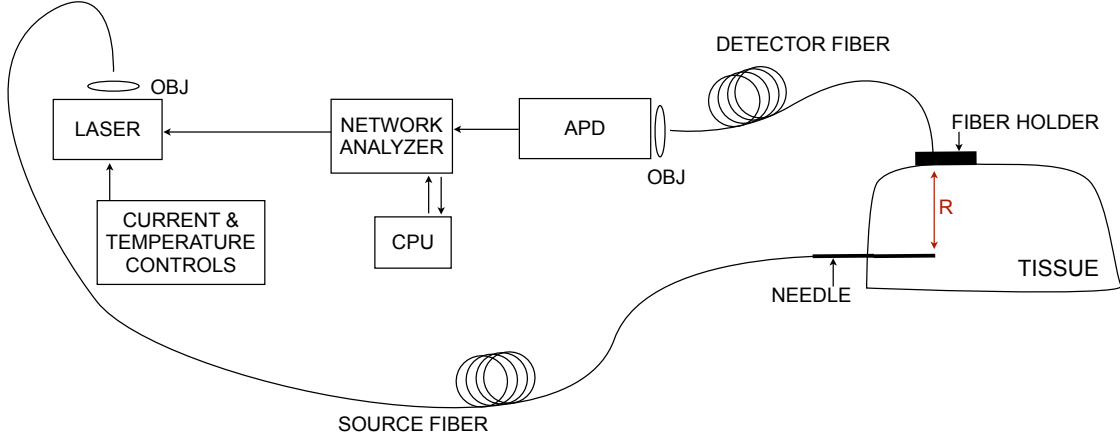 DETECTOR FIBER
OBJ
LASER
NETWORK
ANALYZER
APD
FIBER HOLDER
OBJ
R
CURRENT &
TEMPERATURE
CONTROLS
CPU
TISSUE
NEEDLE
SOURCE FIBER